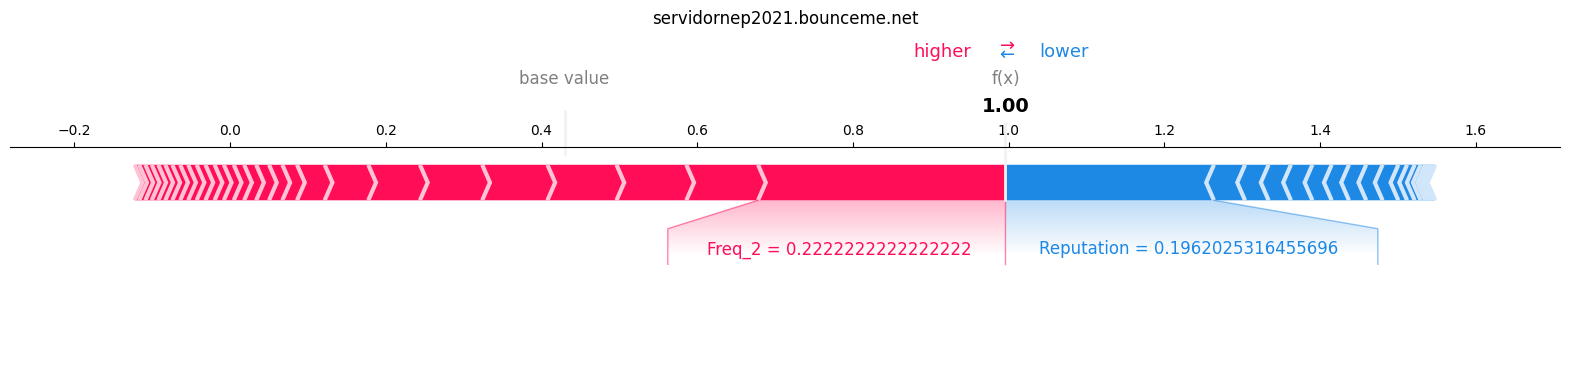 servidornep2021.bounceme.net
higher ⇄ lower
base value f(x)
1.00
−0.2 0.0 0.2 0.4 0.6 0.8 1.0 1.2 1.4 1.6
Freq_2 = 0.2222222222222222 Reputation = 0.1962025316455696